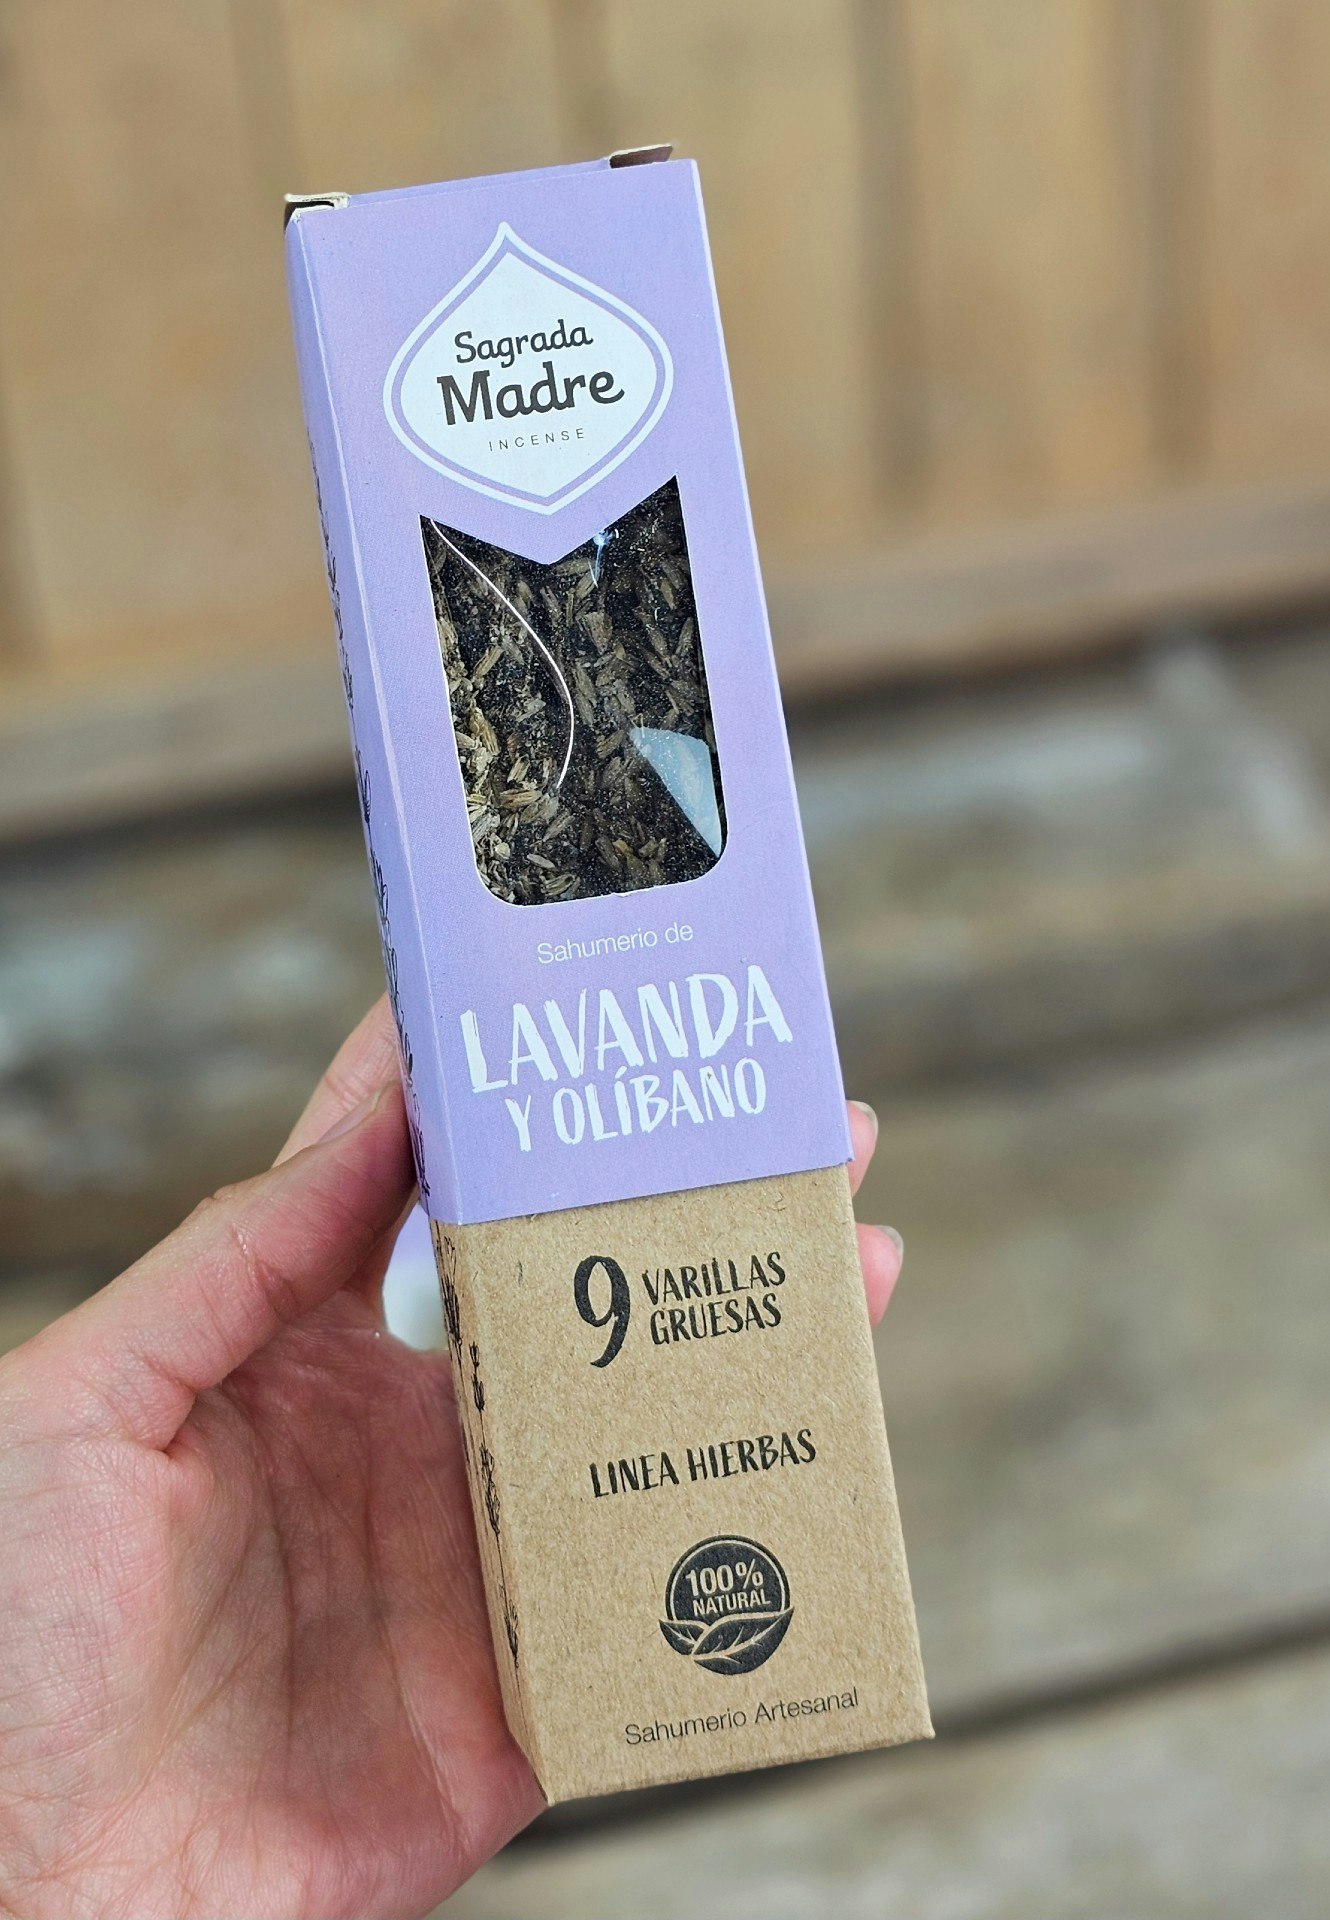 Sagrada
Madre
INCENSE
Sahumerio de
LAVANDA
Y OLÍBANO
9 VARILLAS
GRUESAS
LINEA HIERBAS
100%
NATURAL
Sahumerio Artesanal